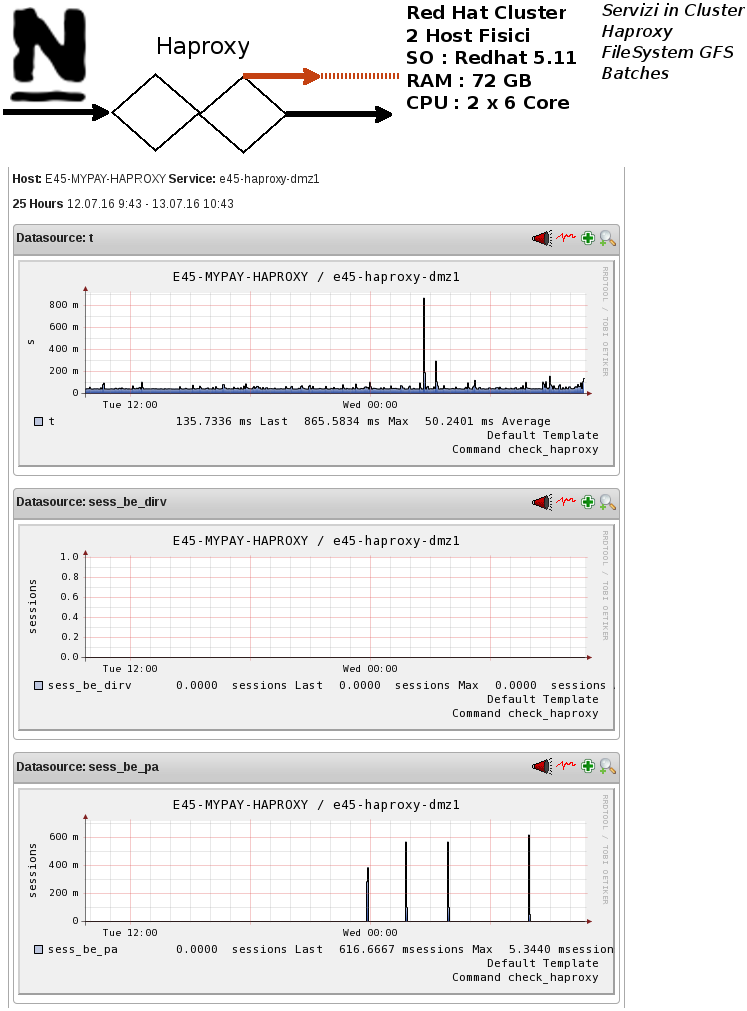 N
Haproxy
Red Hat Cluster
2 Host Fisici
SO : Redhat 5.11
RAM : 72 GB
CPU : 2 x 6 Core
Servizi in Cluster
Haproxy
FileSystem GFS
Batches
Host: E45-MYPAY-HAPROXY Service: e45-haproxy-dmz1
25 Hours 12.07.16 9:43 - 13.07.16 10:43
Datasource: t
E45-MYPAY-HAPROXY / e45-haproxy-dmz1
RRDTOOL / TOBI OETIKER
s
800 m
600 m
400 m
200 m
0
Tue 12:00 Wed 00:00
t 135.7336 ms Last 865.5834 ms Max 50.2401 ms Average
Default Template
Command check_haproxy
Datasource: sess_be_dirv
E45-MYPAY-HAPROXY / e45-haproxy-dmz1
RRDTOOL / TOBI OETIKER
sessions
1.0
0.8
0.6
0.4
0.2
0.0
Tue 12:00 Wed 00:00
sess_be_dirv 0.0000 sessions Last 0.0000 sessions Max 0.0000 sessions
Default Template
Command check_haproxy
Datasource: sess_be_pa
E45-MYPAY-HAPROXY / e45-haproxy-dmz1
RRDTOOL / TOBI OETIKER
sessions
600 m
400 m
200 m
0
Tue 12:00 Wed 00:00
sess_be_pa 0.0000 sessions Last 616.6667 msessions Max 5.3440 msession
Default Template
Command check_haproxy